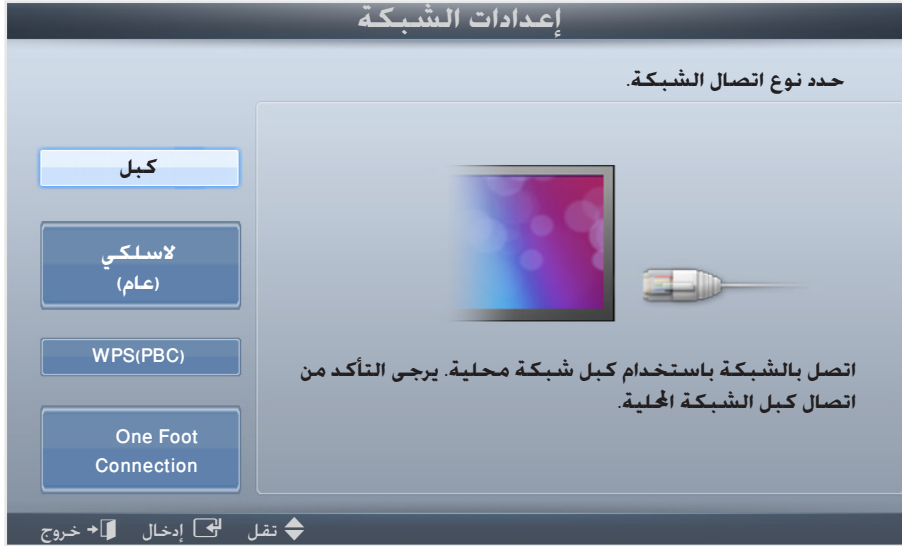 إعدادات الشبكة
حدد نوع اتصال الشبكة.
كبل
لاسلكي
(عام)
WPS(PBC)
One Foot
Connection
اتصل بالشبكة باستخدام كبل شبكة محلية. يرجى التأكد من
اتصال كبل الشبكة المحلية.
تقل إدخال خروج